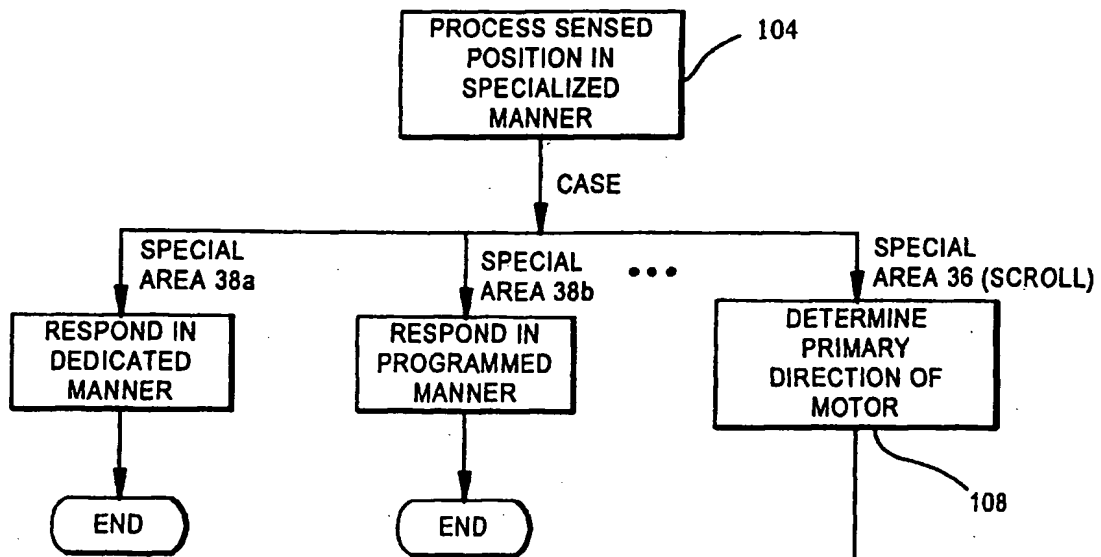 PROCESS SENSED
POSITION IN
SPECIALIZED
MANNER
104
CASE
SPECIAL
AREA 38a
SPECIAL
AREA 38b
SPECIAL
AREA 36 (SCROLL)
RESPOND IN
DEDICATED
MANNER
RESPOND IN
PROGRAMMED
MANNER
DETERMINE
PRIMARY
DIRECTION OF
MOTOR
108
END
END